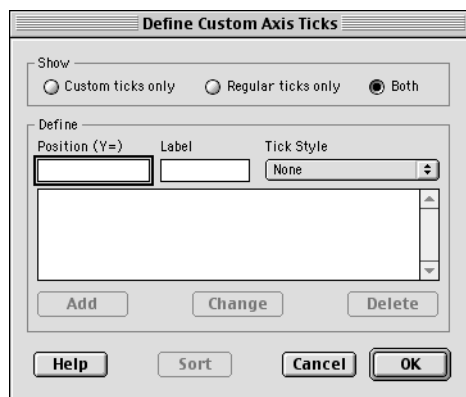 Define Custom Axis Ticks
Show
Custom ticks only Regular ticks only Both
Define
Position (Y=) Label Tick Style
None
Add Change Delete
Help Sort Cancel OK